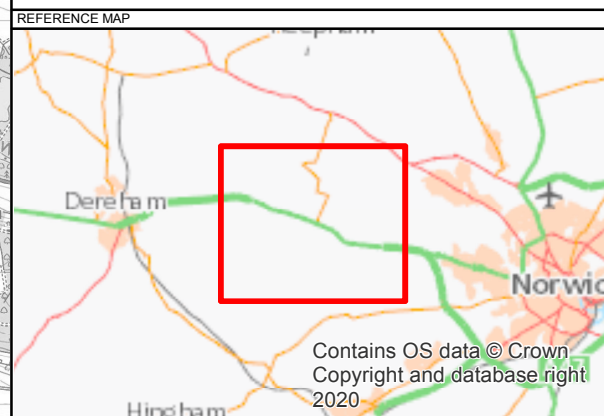 REFERENCE MAP
Dereham
Norwic
Contains OS data © Crown
Copyright and database right
2020
Hingham